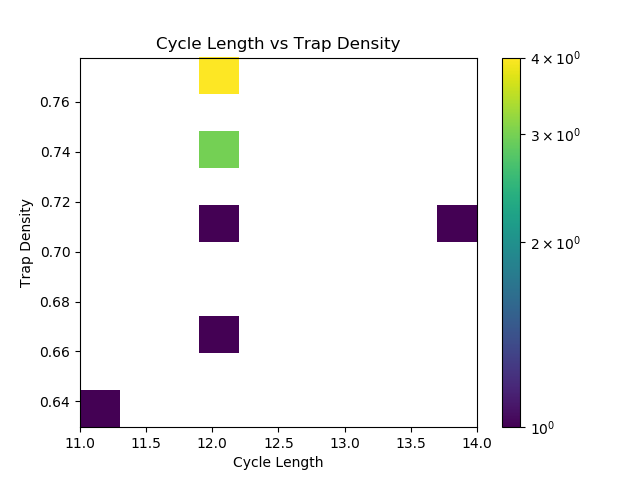 Cycle Length vs Trap Density
Trap Density
0.76
0.74
0.72
0.70
0.68
0.66
0.64
11.0 11.5 12.0 12.5 13.0 13.5 14.0
Cycle Length
4 × 10⁰
3 × 10⁰
2 × 10⁰
10⁰